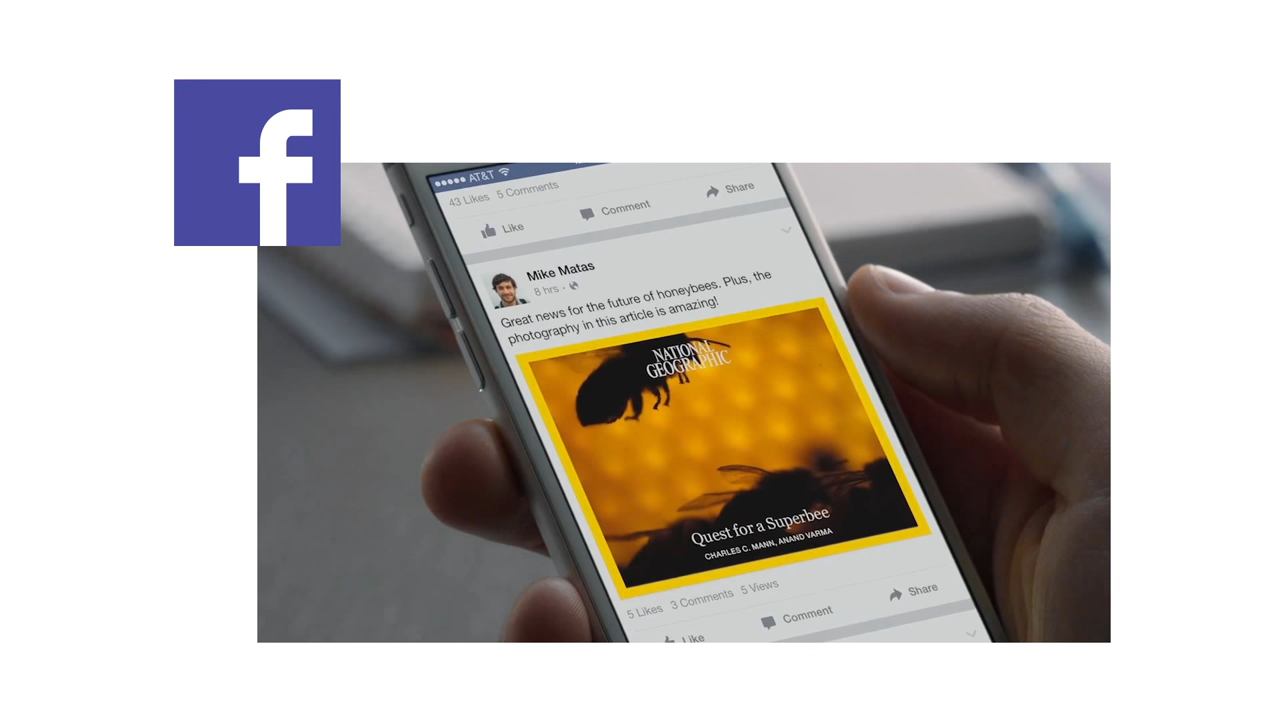 f
AT&T
43 Likes 5 Comments
Like Comment Share
Mike Matas
8 hrs
Great news for the future of honeybees. Plus, the
photography in this article is amazing!
NATIONAL
GEOGRAPHIC
Quest for a Superbee
CHARLES C. MANN, ANAND VARMA
5 Likes 3 Comments 5 Views
Like Comment Share